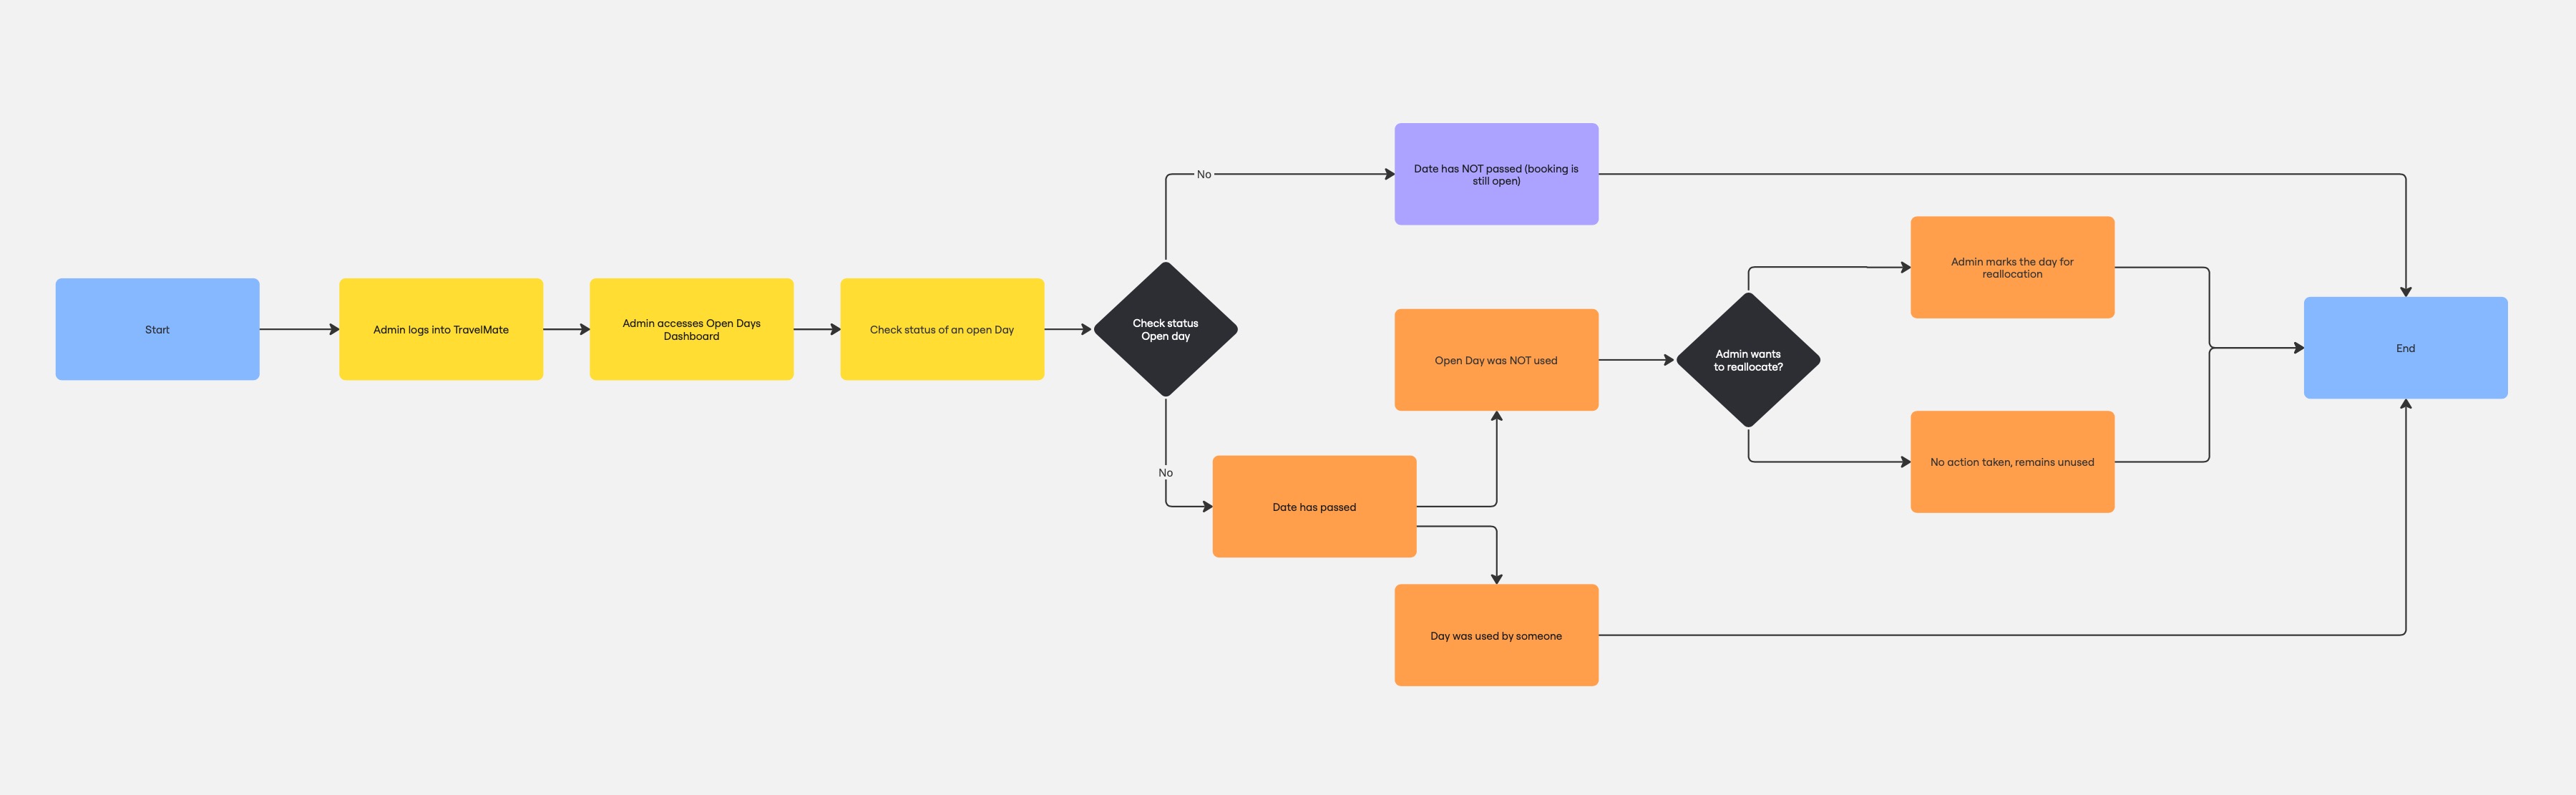 Start
Admin logs into TravelMate
Admin accesses Open Days
Dashboard
Check status of an open Day
Check status
Open day
No
Date has NOT passed (booking is
still open)
No
Date has passed
Open Day was NOT used
Day was used by someone
Admin wants
to reallocate?
Admin marks the day for
reallocation
No action taken, remains unused
End